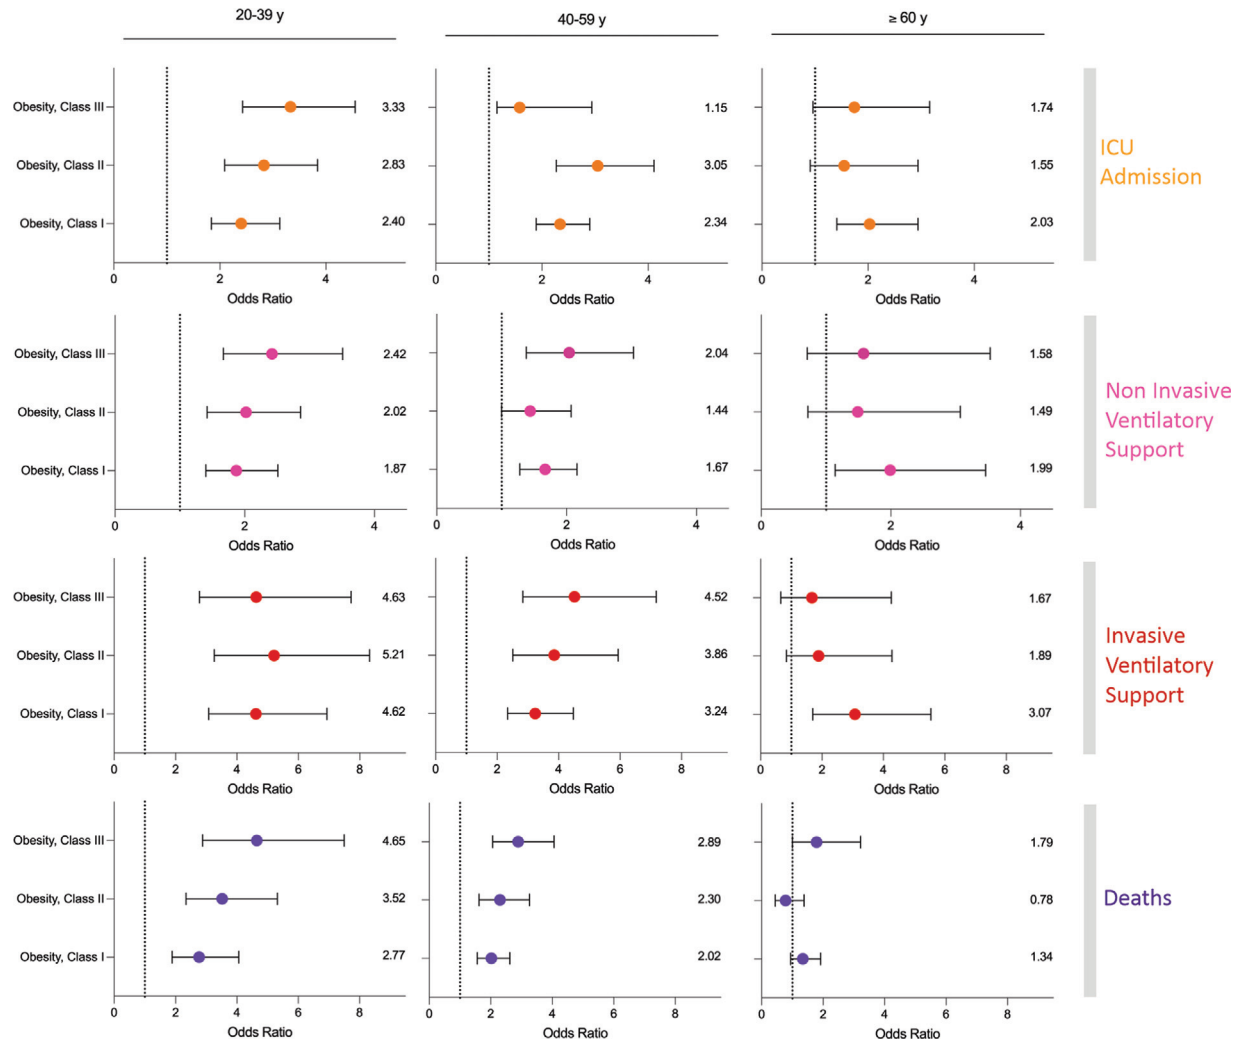 20-39 y
40-59 y
≥ 60 y
Obesity, Class III
3.33
1.15
1.74
Obesity, Class II
2.83
3.05
1.55
Obesity, Class I
2.40
2.34
2.03
ICU
Admission
0 2 4
0 2 4
0 2 4
Odds Ratio
Odds Ratio
Odds Ratio
Obesity, Class III
2.42
2.04
1.58
Obesity, Class II
2.02
1.44
1.49
Obesity, Class I
1.87
1.67
1.99
Non Invasive
Ventilatory
Support
0 2 4
0 2 4
0 2 4
Odds Ratio
Odds Ratio
Odds Ratio
Obesity, Class III
4.63
4.52
1.67
Obesity, Class II
5.21
3.86
1.89
Obesity, Class I
4.62
3.24
3.07
Invasive
Ventilatory
Support
0 2 4 6 8
0 2 4 6 8
0 2 4 6 8
Odds Ratio
Odds Ratio
Odds Ratio
Obesity, Class III
4.65
2.89
1.79
Obesity, Class II
3.52
2.30
0.78
Obesity, Class I
2.77
2.02
1.34
Deaths
0 2 4 6 8
0 2 4 6 8
0 2 4 6 8
Odds Ratio
Odds Ratio
Odds Ratio